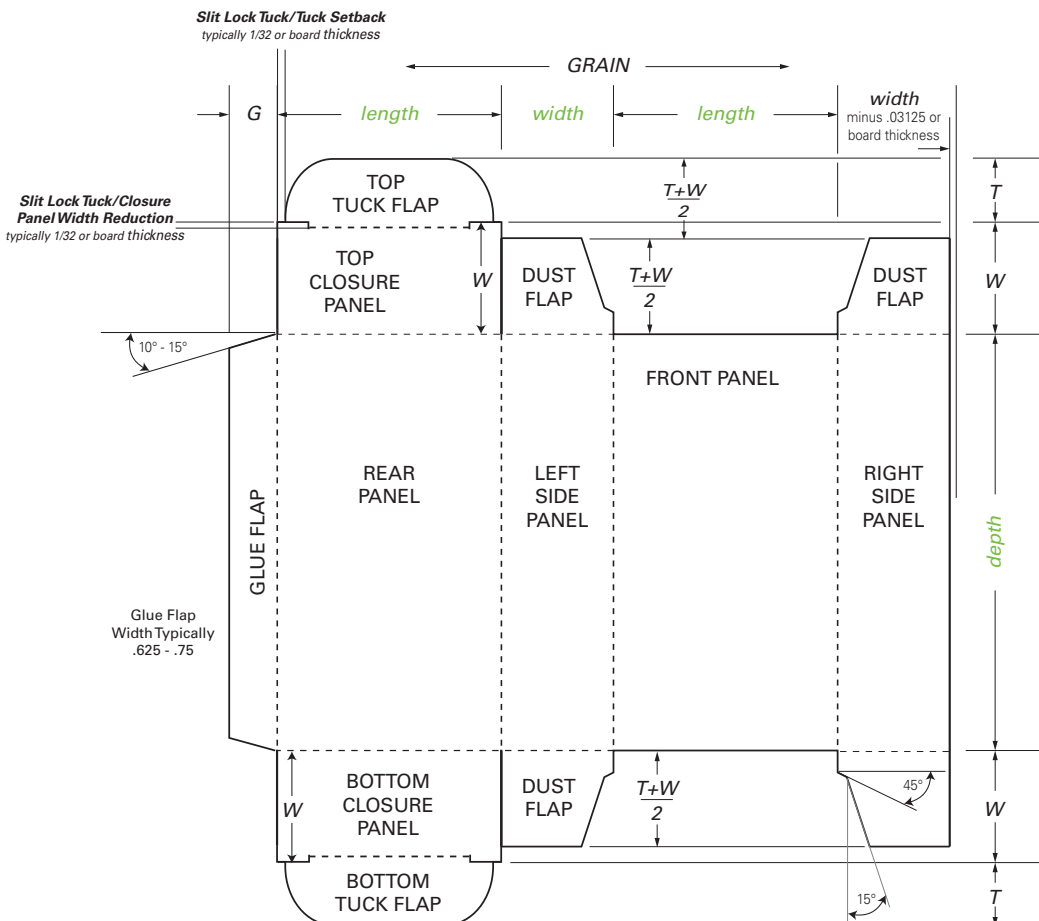 Slit Lock Tuck/Tuck Setback
typically 1/32 or board thickness
GRAIN
G
length
width
length
width
minus .03125 or
board thickness
TOP
TUCK FLAP
T+W
2
T
Slit Lock Tuck/Closure
Panel Width Reduction
typically 1/32 or board thickness
TOP
CLOSURE
PANEL
W
DUST
FLAP
T+W
2
DUST
FLAP
W
10° - 15°
FRONT PANEL
REAR
PANEL
LEFT
SIDE
PANEL
RIGHT
SIDE
PANEL
GLUE FLAP
depth
Glue Flap
Width Typically
.625 - .75
W
BOTTOM
CLOSURE
PANEL
DUST
FLAP
T+W
2
45°
W
BOTTOM
TUCK FLAP
15°
T